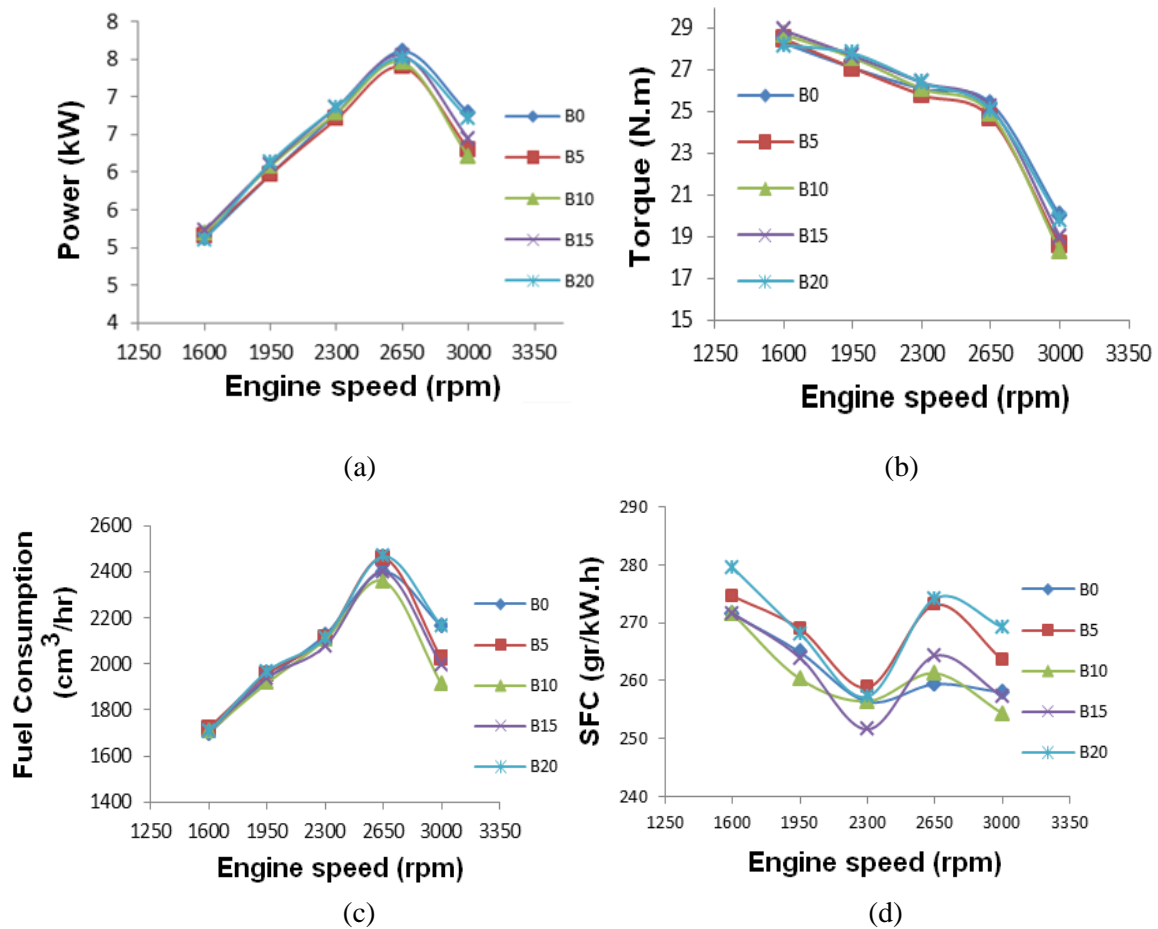 8
8
7
7
6
6
5
5
4
Power (kW)
1250 1600 1950 2300 2650 3000 3350
Engine speed (rpm)
B0
B5
B10
B15
B20
(a)
29
27
25
23
21
19
17
15
Torque (N.m)
1250 1600 1950 2300 2650 3000 3350
Engine speed (rpm)
B0
B5
B10
B15
B20
(b)
2600
2400
2200
2000
1800
1600
1400
Fuel Consumption
(cm³/hr)
1250 1600 1950 2300 2650 3000 3350
Engine speed (rpm)
B0
B5
B10
B15
B20
(c)
290
280
270
260
250
240
SFC (gr/kW.h)
1250 1600 1950 2300 2650 3000 3350
Engine speed (rpm)
B0
B5
B10
B15
B20
(d)